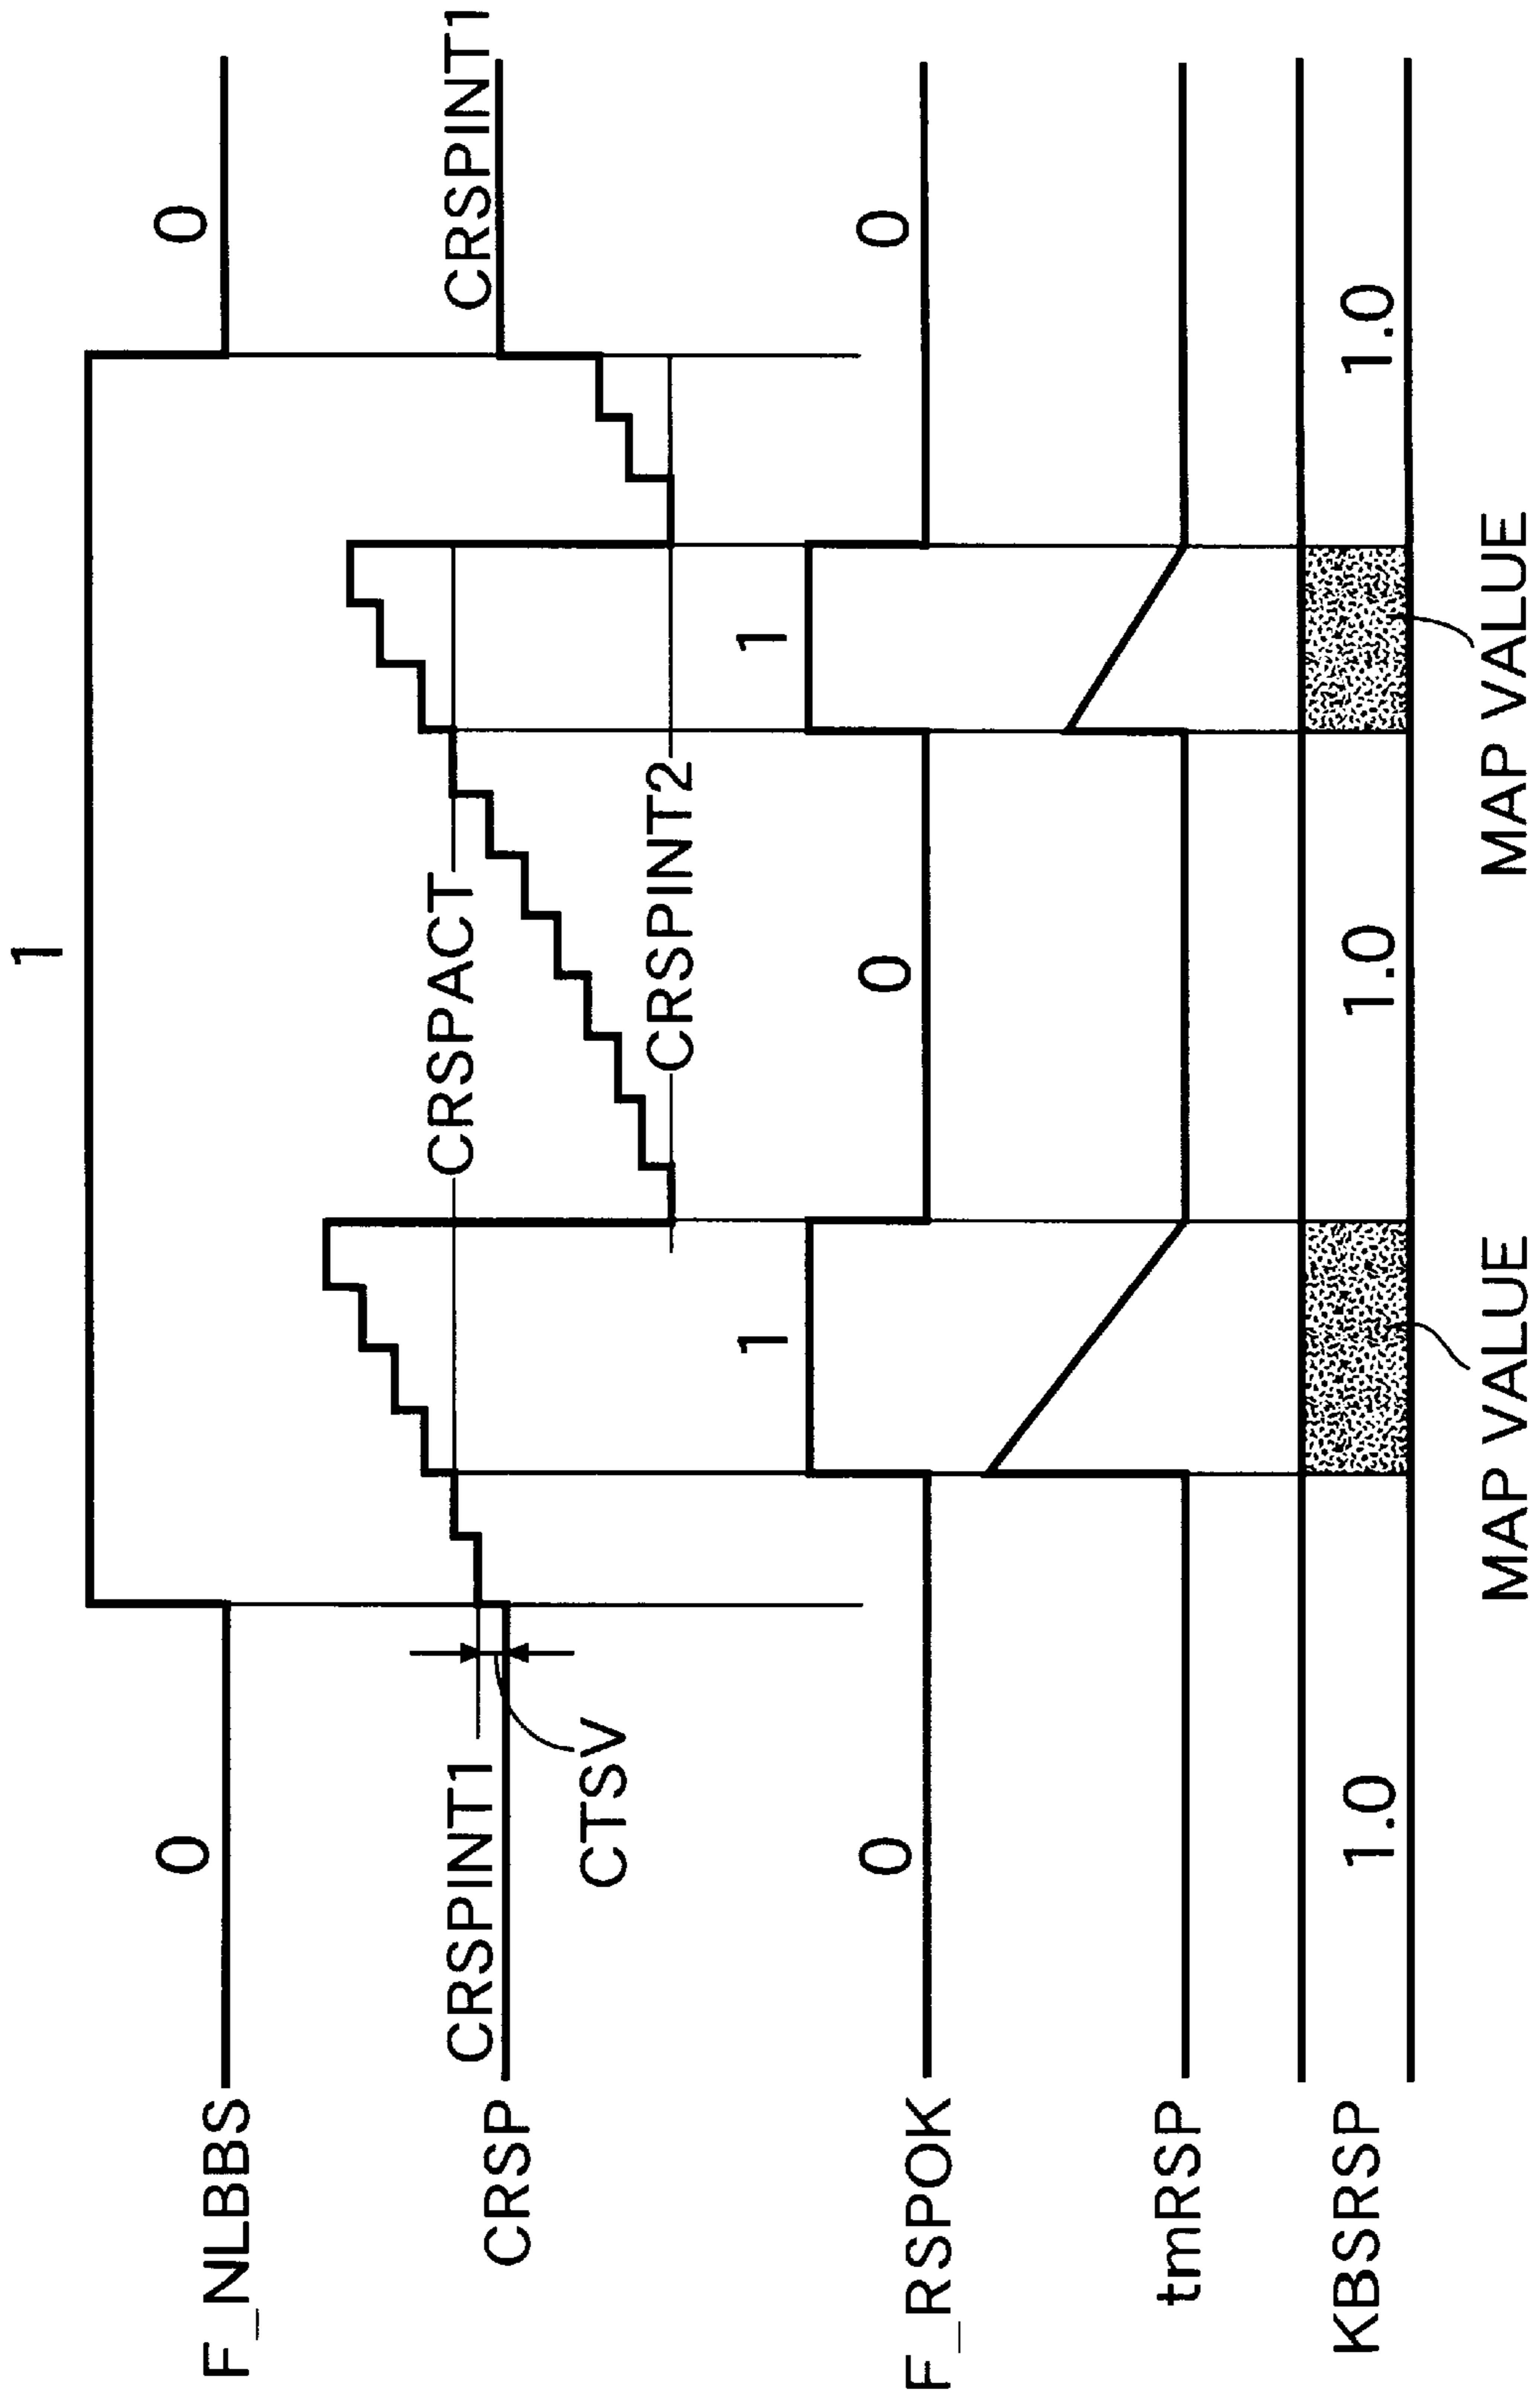 F_NLBBS
0
1
0
CRSP
CRSPINT1
CTSV
CRSPACT
CRSPINT2
CRSPINT1
F_RSPOK
0
1
0
1
0
tmRSP
KBSRSP
1.0
1.0
1.0
MAP VALUE
MAP VALUE